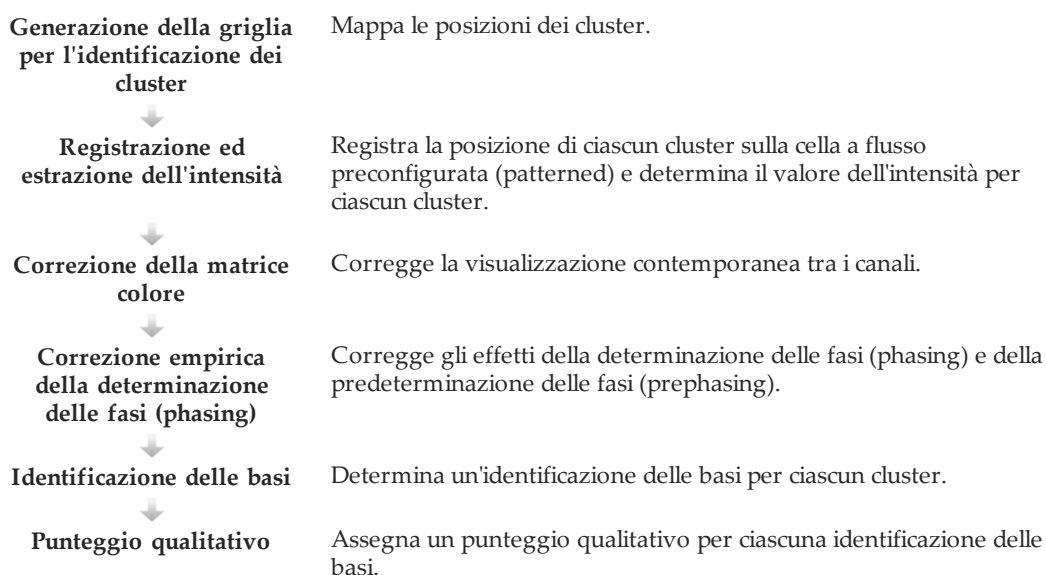 Generazione della griglia
per l'identificazione dei
cluster
Mappa le posizioni dei cluster.
Registrazione ed
estrazione dell'intensità
Registra la posizione di ciascun cluster sulla cella a flusso
preconfigurata (patterned) e determina il valore dell'intensità per
ciascun cluster.
Correzione della matrice
colore
Corregge la visualizzazione contemporanea tra i canali.
Correzione empirica
della determinazione
delle fasi (phasing)
Corregge gli effetti della determinazione delle fasi (phasing) e della
predeterminazione delle fasi (prephasing).
Identificazione delle basi
Determina un'identificazione delle basi per ciascun cluster.
Punteggio qualitativo
Assegna un punteggio qualitativo per ciascuna identificazione delle
basi.